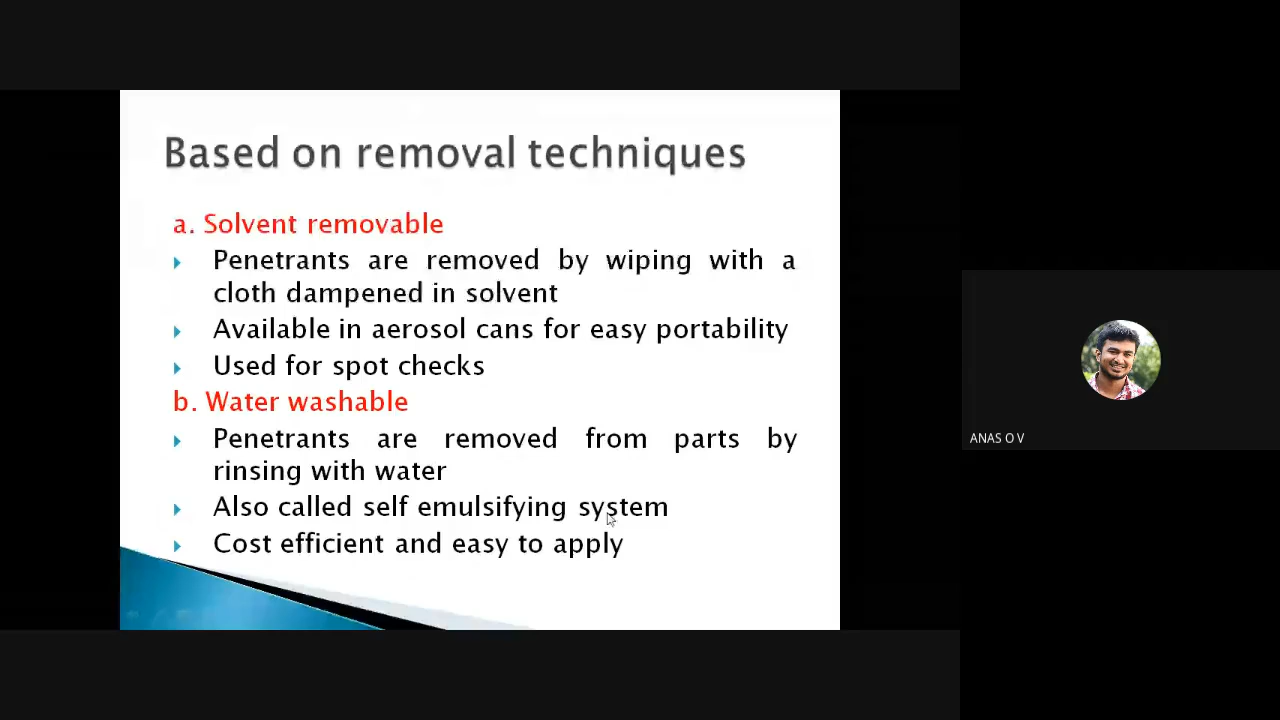 Based on removal techniques
a. Solvent removable
Penetrants are removed by wiping with a
cloth dampened in solvent
Available in aerosol cans for easy portability
Used for spot checks
b. Water washable
Penetrants are removed from parts by
rinsing with water
Also called self emulsifying system
Cost efficient and easy to apply
ANAS O V